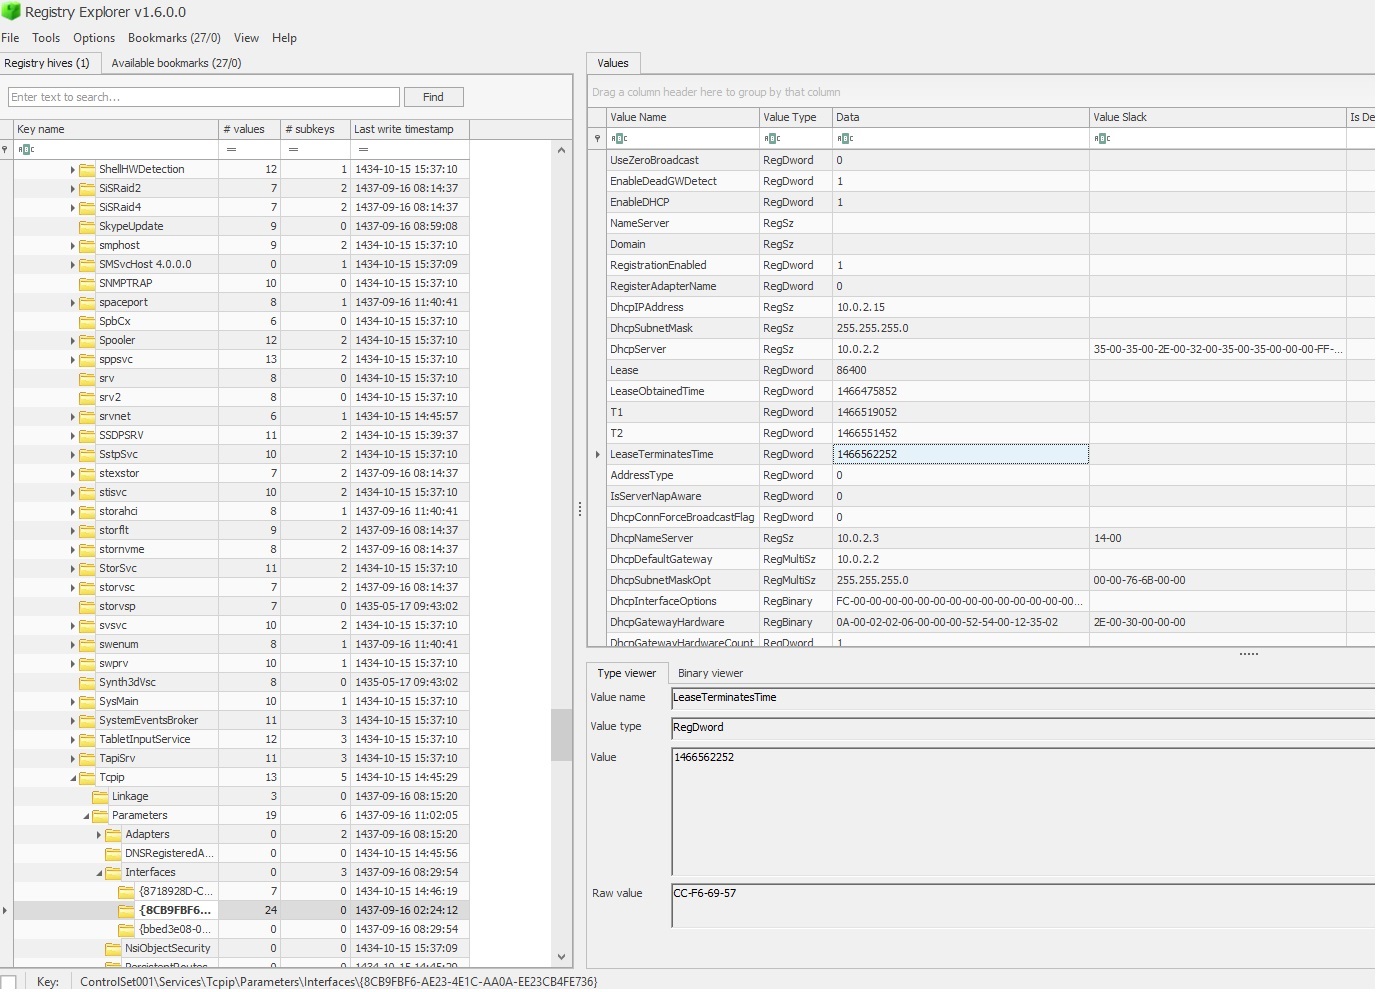 Registry Explorer v1.6.0.0
File Tools Options Bookmarks (27/0) View Help
Registry hives (1) Available bookmarks (27/0)
Enter text to search... Find
Key name # values # subkeys Last write timestamp
ShellHWDetection 12 1 1434-10-15 15:37:10
SiSRaid2 7 2 1437-09-16 08:14:37
SiSRaid4 7 2 1437-09-16 08:14:37
SkypeUpdate 9 0 1437-09-16 08:59:08
smphost 9 2 1434-10-15 15:37:10
SMSvcHost 4.0.0.0 0 1 1434-10-15 15:37:09
SNMPTRAP 10 0 1434-10-15 15:37:10
spaceport 8 1 1437-09-16 11:40:41
SpbCx 6 0 1434-10-15 15:37:10
Spooler 12 2 1434-10-15 15:37:10
sppsvc 13 2 1434-10-15 15:37:10
srv 8 0 1434-10-15 15:37:10
srv2 8 0 1434-10-15 15:37:10
srvnet 6 1 1434-10-15 14:45:57
SSDPSRV 11 2 1434-10-15 15:39:37
SstpSvc 10 2 1434-10-15 15:37:10
stexstor 7 2 1437-09-16 08:14:37
stisvc 10 2 1434-10-15 15:37:10
storahci 8 1 1437-09-16 11:40:41
storflt 9 2 1437-09-16 08:14:37
stornvme 8 2 1437-09-16 08:14:37
StorSvc 11 2 1434-10-15 15:37:10
storvsc 7 2 1437-09-16 08:14:37
storvsp 7 0 1435-05-17 09:43:02
svsvc 10 2 1434-10-15 15:37:10
swenum 8 1 1437-09-16 11:40:41
swprv 10 1 1434-10-15 15:37:10
Synth3dVsc 8 0 1435-05-17 09:43:02
SysMain 10 1 1434-10-15 15:37:10
SystemEventsBroker 11 3 1434-10-15 15:37:10
TabletInputService 12 3 1434-10-15 15:37:10
TapiSrv 11 3 1434-10-15 15:37:10
Tcpip 13 5 1434-10-15 14:45:29
Linkage 3 0 1437-09-16 08:15:20
Parameters 19 6 1437-09-16 11:02:05
Adapters 0 2 1437-09-16 08:15:20
DNSRegisteredA... 0 0 1434-10-15 14:45:56
Interfaces 0 3 1437-09-16 08:29:54
{8718928D-C... 7 0 1434-10-15 14:46:19
{8CB9FBF6... 24 0 1437-09-16 02:24:12
{bbed3e08-0... 0 0 1437-09-16 08:29:54
NsiObjectSecurity 0 0 1434-10-15 15:37:09
PersistentRoutes 0 0 1434-10-15 14:45:29
Values
Drag a column header here to group by that column
Value Name Value Type Data Value Slack Is De
UseZeroBroadcast RegDword 0
EnableDeadGWDetect RegDword 1
EnableDHCP RegDword 1
NameServer RegSz
Domain RegSz
RegistrationEnabled RegDword 1
RegisterAdapterName RegDword 0
DhcpIPAddress RegSz 10.0.2.15
DhcpSubnetMask RegSz 255.255.255.0
DhcpServer RegSz 10.0.2.2 35-00-35-00-2E-00-32-00-35-00-35-00-00-00-FF-...
Lease RegDword 86400
LeaseObtainedTime RegDword 1466475852
T1 RegDword 1466519052
T2 RegDword 1466551452
LeaseTerminatesTime RegDword 1466562252
AddressType RegDword 0
IsServerNapAware RegDword 0
DhcpConnForceBroadcastFlag RegDword 0
DhcpNameServer RegSz 10.0.2.3 14-00
DhcpDefaultGateway RegMultiSz 10.0.2.2
DhcpSubnetMaskOpt RegMultiSz 255.255.255.0 00-00-76-6B-00-00
DhcpInterfaceOptions RegBinary FC-00-00-00-00-00-00-00-00-00-00-00-00-00-00...
DhcpGatewayHardware RegBinary 0A-00-02-02-06-00-00-00-52-54-00-12-35-02 2E-00-30-00-00-00
DhcpGatewayHardwareCount RegDword 1
Type viewer Binary viewer
Value name LeaseTerminatesTime
Value type RegDword
Value 1466562252
Raw value CC-F6-69-57
Key: ControlSet001\Services\Tcpip\Parameters\Interfaces\{8CB9FBF6-AE23-4E1C-AA0A-EE23CB4FE736}